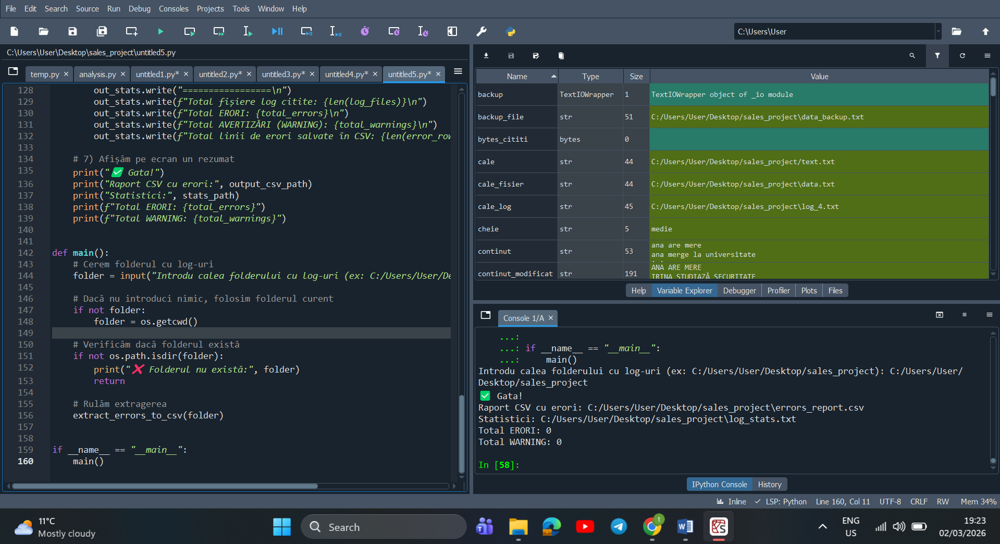 File Edit Search Source Run Debug Consoles Projects Tools Window Help
C:\Users\User
C:\Users\User\Desktop\sales_project\untitled5.py
temp.py analysis.py untitled1.py* untitled2.py* untitled3.py* untitled4.py* untitled5.py*
128 out_stats.write("=================\n")
129 out_stats.write(f"Total fișiere log citite: {len(log_files)}\n")
130 out_stats.write(f"Total ERORI: {total_errors}\n")
131 out_stats.write(f"Total AVERTIZĂRI (WARNING): {total_warnings}\n")
132 out_stats.write(f"Total linii de erori salvate în CSV: {len(error_row
133
134 # 7) Afișăm pe ecran un rezumat
135 print("✅ Gata!")
136 print("Raport CSV cu erori:", output_csv_path)
137 print("Statistici:", stats_path)
138 print(f"Total ERORI: {total_errors}")
139 print(f"Total WARNING: {total_warnings}")
140
141
142 def main():
143 # Cerem folderul cu log-uri
144 folder = input("Introdu calea folderului cu log-uri (ex: C:/Users/User/De
145
146 # Dacă nu introduci nimic, folosim folderul curent
147 if not folder:
148 folder = os.getcwd()
149
150 # Verificăm dacă folderul există
151 if not os.path.isdir(folder):
152 print("❌ Folderul nu există:", folder)
153 return
154
155 # Rulăm extragerea
156 extract_errors_to_csv(folder)
157
158
159 if __name__ == "__main__":
160 main()
Name Type Size Value
backup TextIOWrapper 1 TextIOWrapper object of _io module
backup_file str 51 C:/Users/User/Desktop/sales_project\data_backup.txt
bytes_cititi bytes 0
cale str 44 C:/Users/User/Desktop/sales_project/text.txt
cale_fisier str 44 C:/Users/User/Desktop/sales_project\data.txt
cale_log str 45 C:/Users/User/Desktop/sales_project\log_4.txt
cheie str 5 medie
continut str 53 ana are mere
ana merge la universitate
continut_modificat str 191 ANA ARE MERE
IRINA STUDIAZĂ SECURITATE
Help Variable Explorer Debugger Profiler Plots Files
Console 1/A
...:
...: if __name__ == "__main__":
...: main()
Introdu calea folderului cu log-uri (ex: C:/Users/User/Desktop/sales_project): C:/Users/User/
Desktop/sales_project
✅ Gata!
Raport CSV cu erori: C:/Users/User/Desktop/sales_project\errors_report.csv
Statistici: C:/Users/User/Desktop/sales_project\log_stats.txt
Total ERORI: 0
Total WARNING: 0
In [58]:
IPython Console History
Inline LSP: Python Line 160, Col 11 UTF-8 CRLF RW Mem 34%
11°C
Mostly cloudy
Search
ENG
US
19:23
02/03/2026